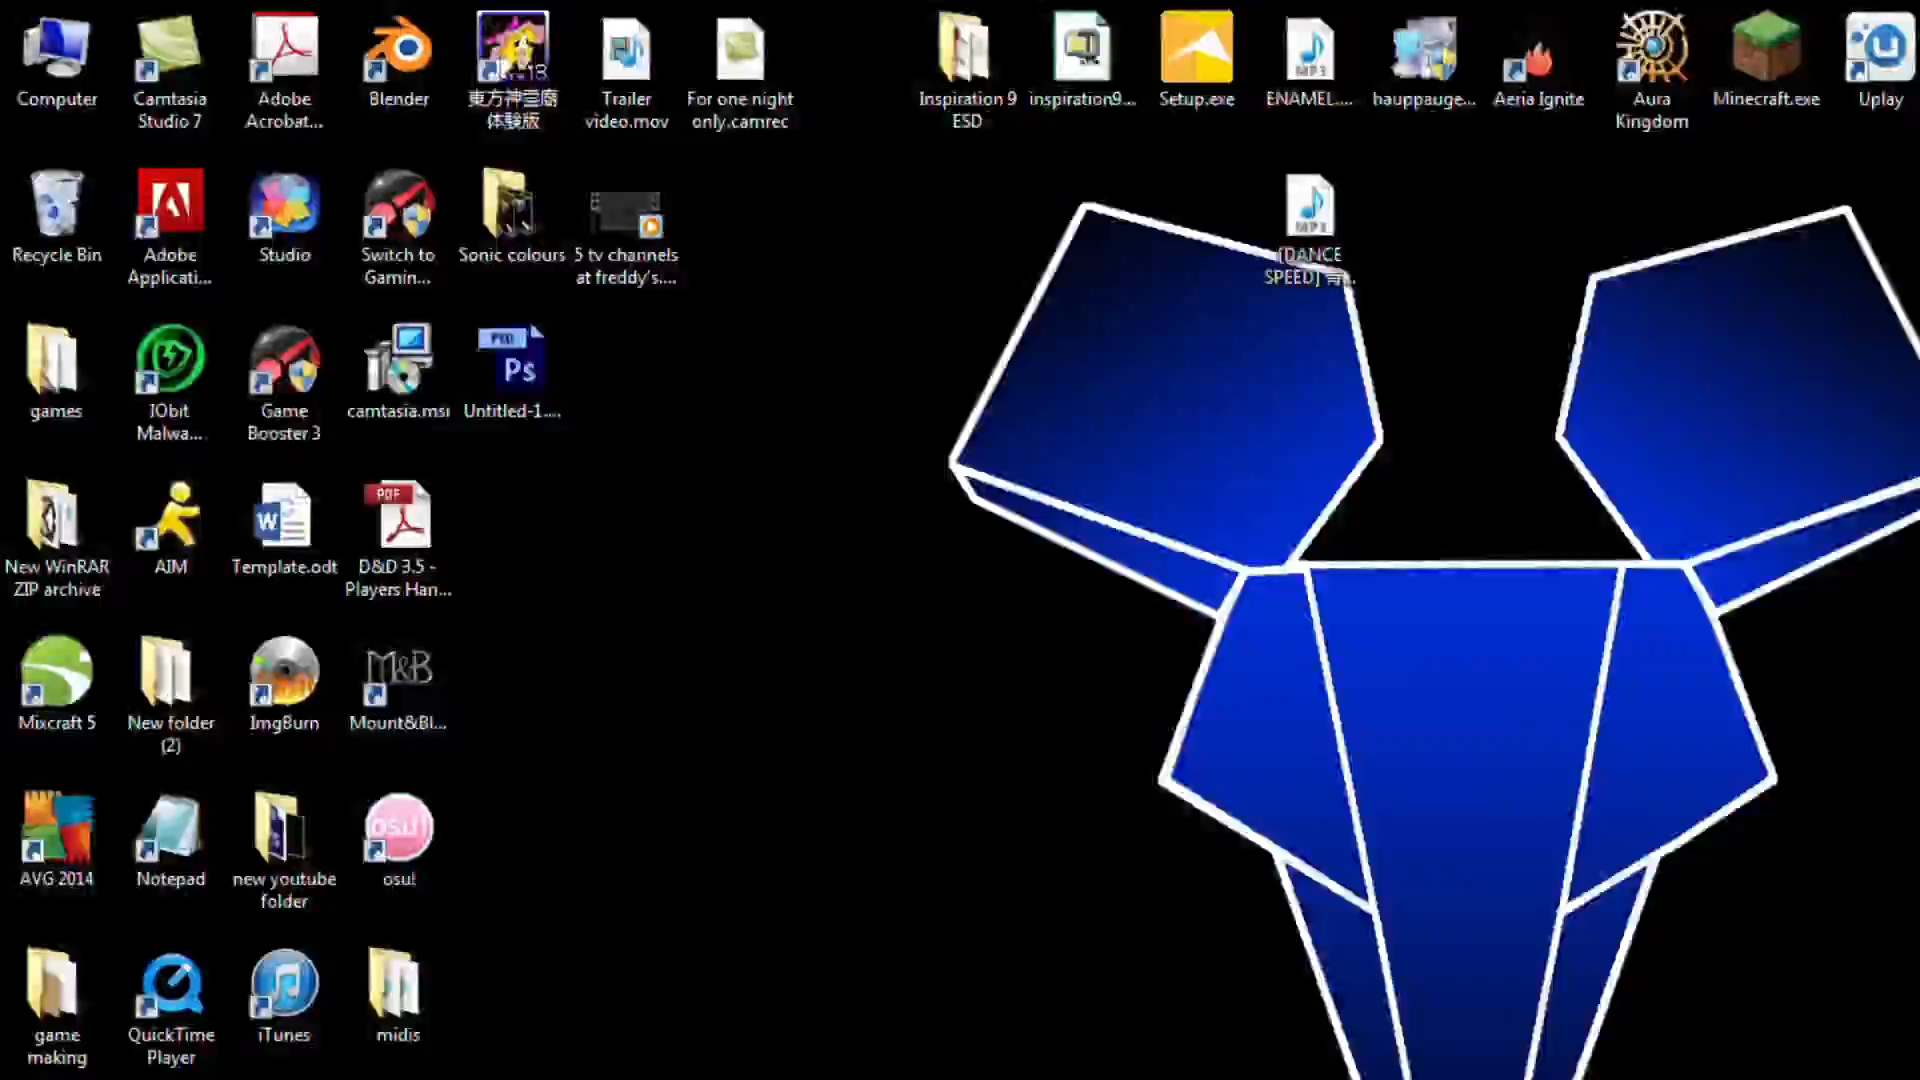 Computer
Camtasia
Studio 7
Adobe
Acrobat...
Blender
東方神霊廟
体験版
Trailer
video.mov
For one night
only.camrec
Inspiration 9
ESD
inspiration9...
Setup.exe
MP3
ENAMEL....
hauppauge...
Aeria Ignite
Aura
Kingdom
Minecraft.exe
Uplay
Recycle Bin
Adobe
Applicati...
Studio
Switch to
Gamin...
Sonic colours
5 tv channels
at freddy's....
MP3
[DANCE
SPEED]
games
IObit
Malwa...
Game
Booster 3
camtasia.msi
Ps
Untitled-1....
New WinRAR
ZIP archive
AIM
W
Template.odt
PDF
D&D 3.5 -
Players Han...
Mixcraft 5
New folder
(2)
ImgBurn
M&B
Mount&Bl...
AVG 2014
Notepad
new youtube
folder
osu!
osu!
game
making
QuickTime
Player
iTunes
midis